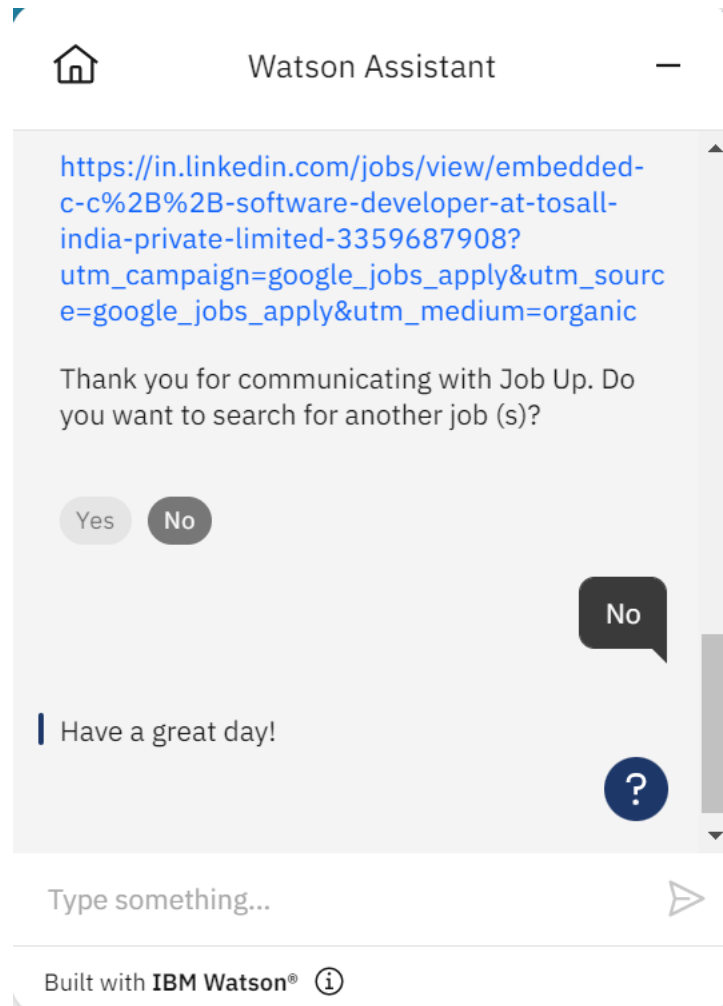 Watson Assistant
https://in.linkedin.com/jobs/view/embedded-
c-c%2B%2B-software-developer-at-tosall-
india-private-limited-3359687908?
utm_campaign=google_jobs_apply&utm_sourc
e=google_jobs_apply&utm_medium=organic
Thank you for communicating with Job Up. Do
you want to search for another job (s)?
Yes No
No
Have a great day!
?
Type something...
Built with IBM Watson®